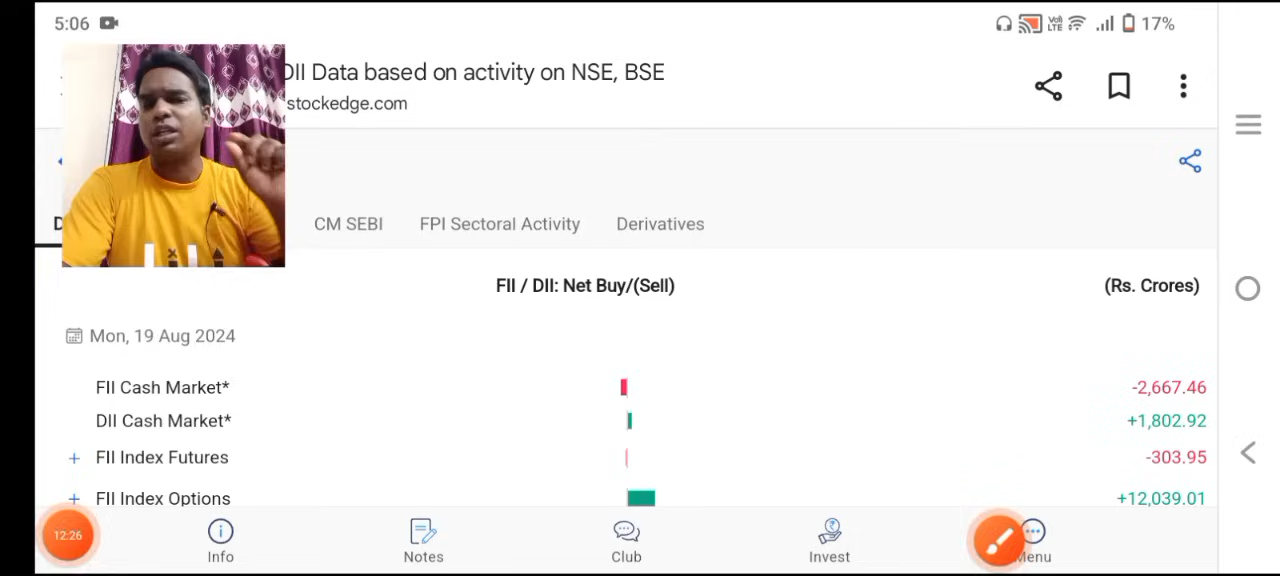 5:06
Vo))
LTE
17%
DII Data based on activity on NSE, BSE
stockedge.com
CM SEBI
FPI Sectoral Activity
Derivatives
FII / DII: Net Buy/(Sell)
(Rs. Crores)
Mon, 19 Aug 2024
FII Cash Market*
-2,667.46
DII Cash Market*
+1,802.92
+ FII Index Futures
-303.95
+ FII Index Options
+12,039.01
12:26
Info
Notes
Club
Invest
Menu